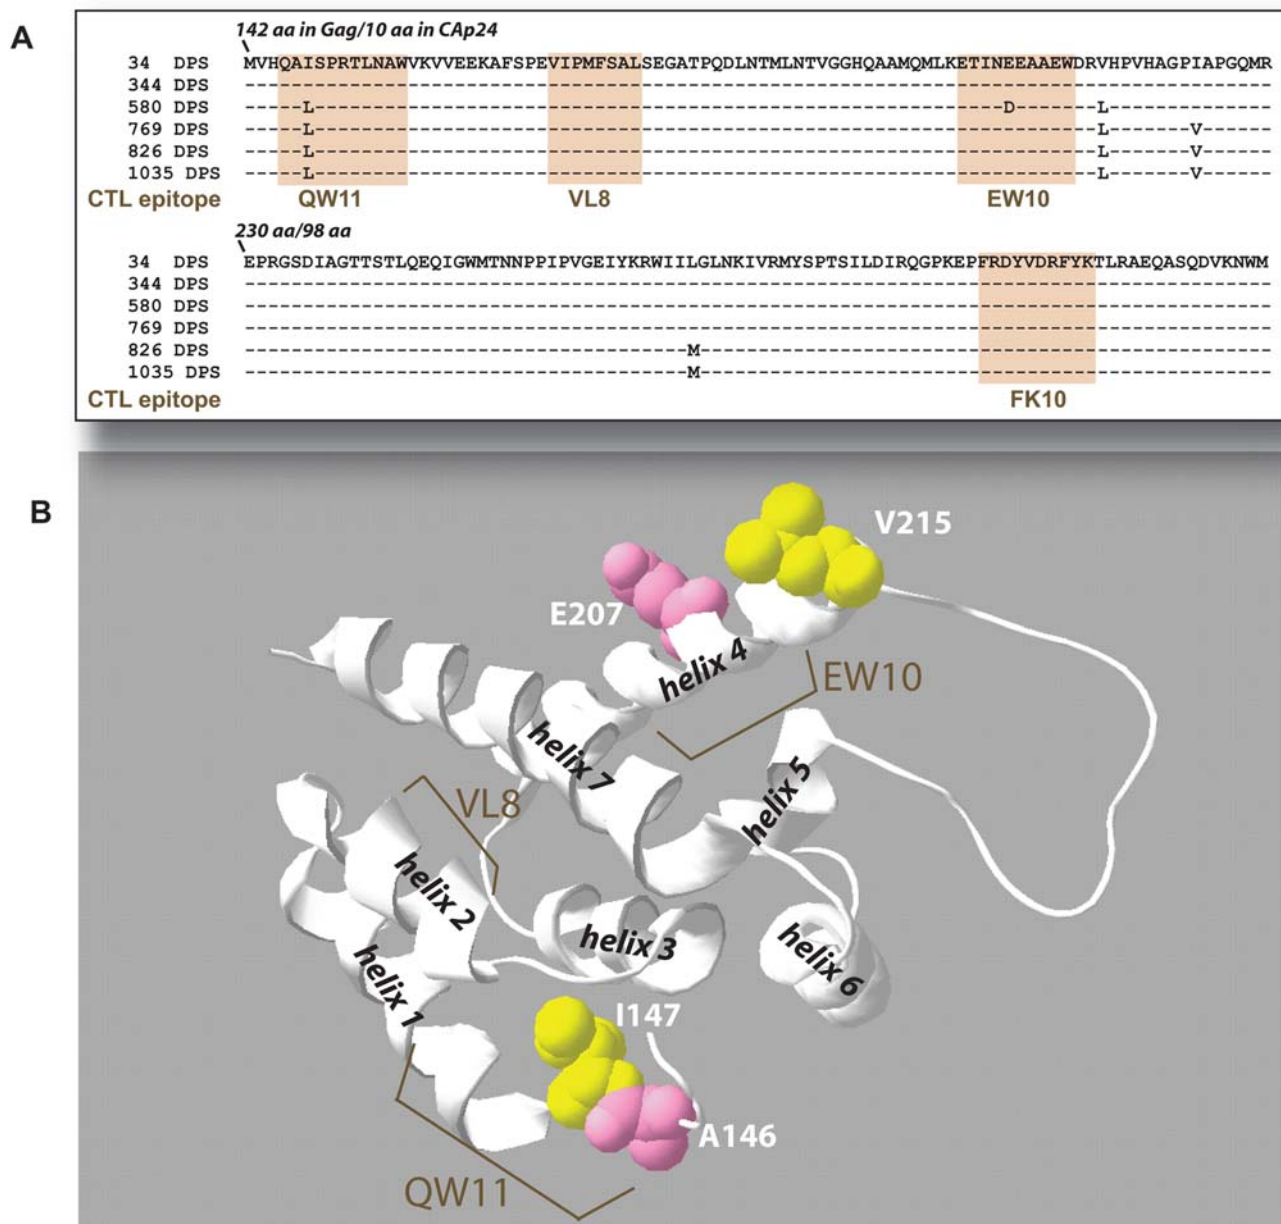 A
142 aa in Gag/10 aa in CAp24
34 DPS MVHQAISPRTLNAWVKVVEEKAFSPEVIPMFSALSEGATPQDLNTMLNTVGGHQAAMQMLKETINEEAAEWDRVHPVHAGPIAPGQMR
344 DPS ----------------------------------------------------------------------------------------
580 DPS -----L-----------------------------------------------------------D-------L--------------
769 DPS -----L-------------------------------------------------------------------L-------V------
826 DPS -----L-------------------------------------------------------------------L-------V------
1035 DPS -----L-------------------------------------------------------------------L-------V------
CTL epitope QW11 VL8 EW10
230 aa/98 aa
34 DPS EPRGSDIAGTTSTLQEQIGWMTNNPPIPVGEIYKRWIILGLNKIVRMYSPTSILDIRQGPKEPFRDYVDRFYKTLRAEQASQDVKNWM
344 DPS ----------------------------------------------------------------------------------------
580 DPS ----------------------------------------------------------------------------------------
769 DPS ----------------------------------------------------------------------------------------
826 DPS --------------------------------------M-------------------------------------------------
1035 DPS --------------------------------------M-------------------------------------------------
CTL epitope FK10
B
V215
E207
helix 4
EW10
helix 7
helix 5
VL8
helix 2
helix 3
helix 6
helix 1
I147
A146
QW11